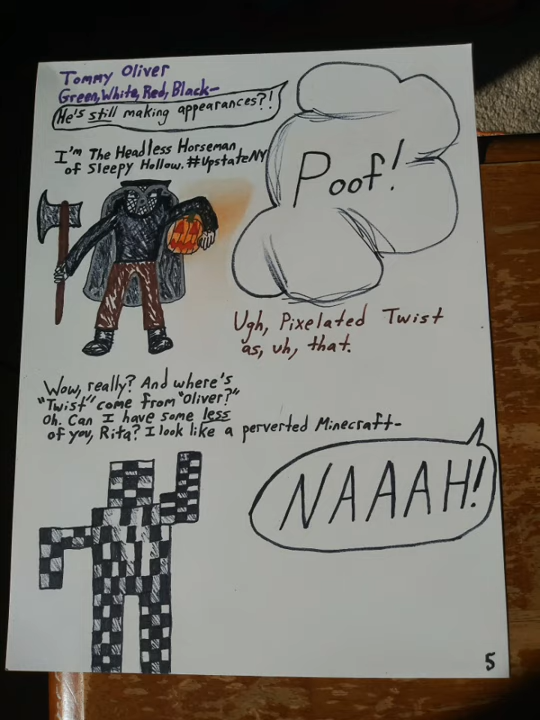 Tommy Oliver
Green, White, Red, Black-
He's still making appearances?!
I'm The Headless Horseman
of Sleepy Hollow. #UpstateNY
Poof!
Ugh, Pixelated Twist
as, uh, that.
Wow, really? And where's
"Twist" come from "Oliver?"
Oh. Can I have some less
of you, Rita? I look like a perverted Minecraft-
NAAAH!
5